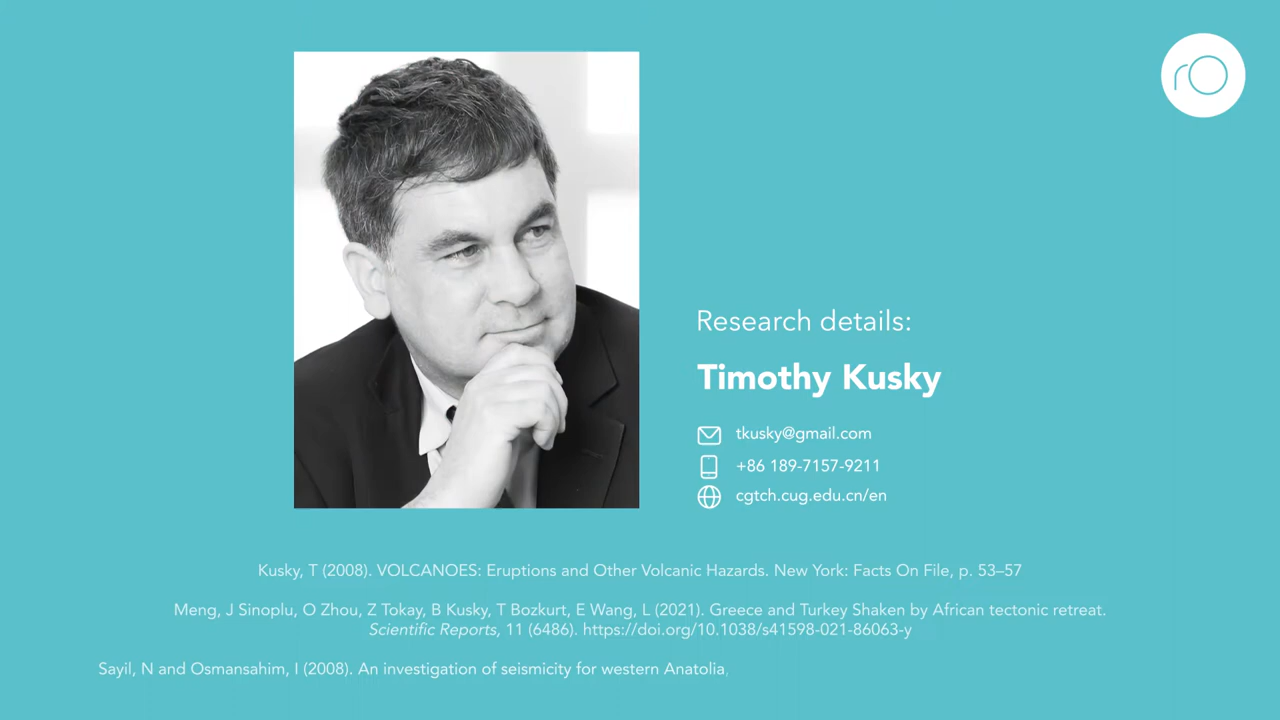 rO
Research details:
Timothy Kusky
tkusky@gmail.com
+86 189-7157-9211
cgtch.cug.edu.cn/en
Kusky, T (2008). VOLCANOES: Eruptions and Other Volcanic Hazards. New York: Facts On File, p. 53–57
Meng, J Sinoplu, O Zhou, Z Tokay, B Kusky, T Bozkurt, E Wang, L (2021). Greece and Turkey Shaken by African tectonic retreat.
Scientific Reports, 11 (6486). https://doi.org/10.1038/s41598-021-86063-y
Sayil, N and Osmansahim, I (2008). An investigation of seismicity for western Anatolia,